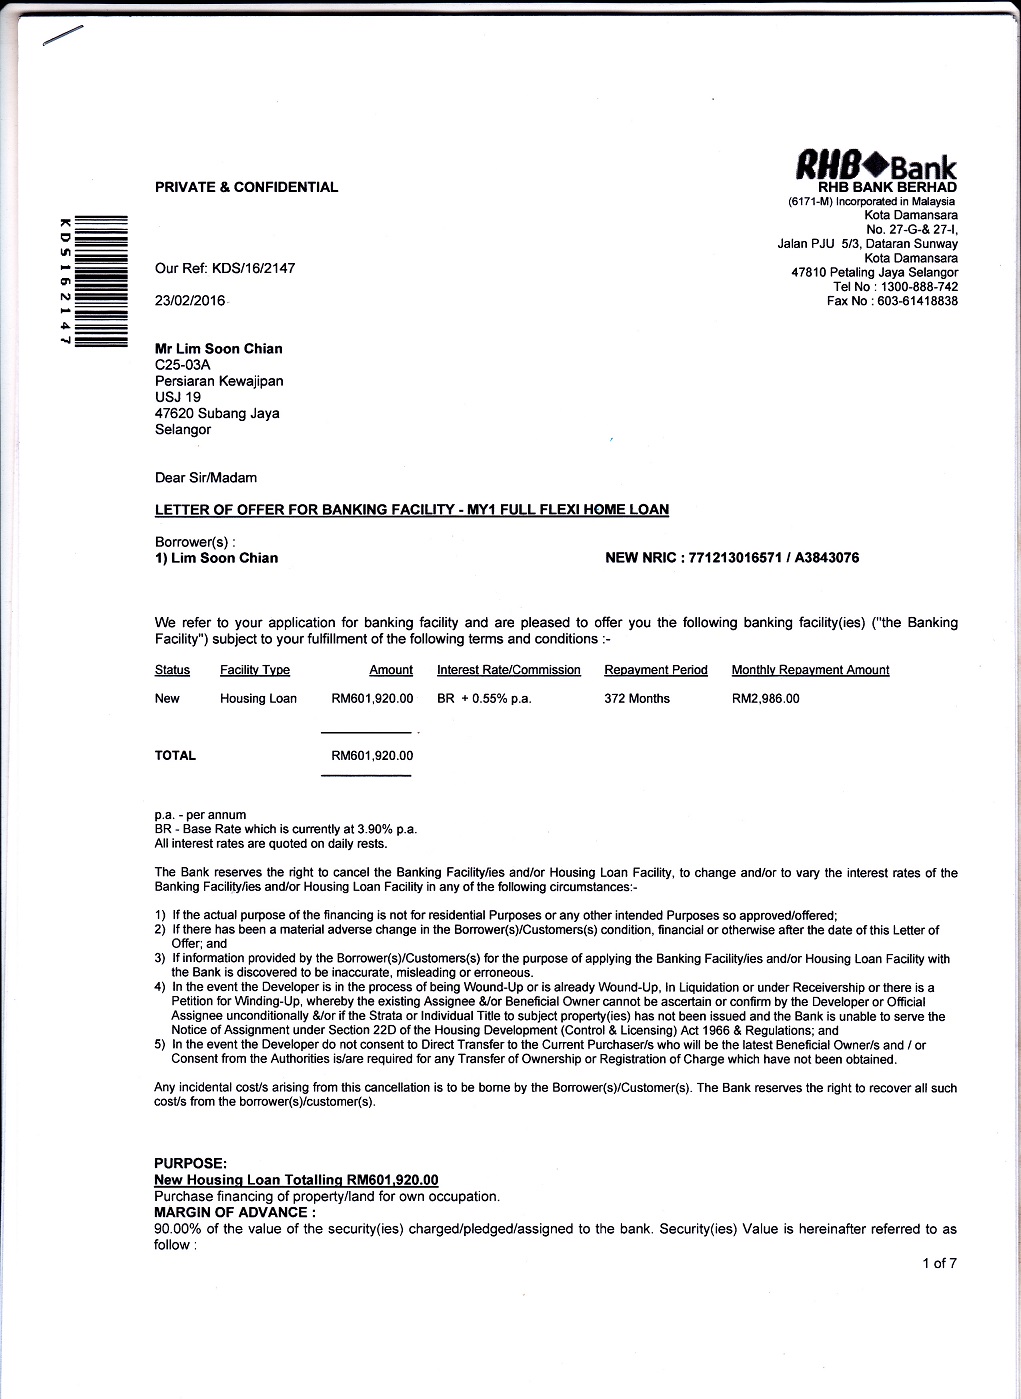 RHB Bank
RHB BANK BERHAD
(6171-M) Incorporated in Malaysia
Kota Damansara
No. 27-G-& 27-I,
Jalan PJU 5/3, Dataran Sunway
Kota Damansara
47810 Petaling Jaya Selangor
Tel No : 1300-888-742
Fax No : 603-61418838
PRIVATE & CONFIDENTIAL
KDS162147
Our Ref: KDS/16/2147
23/02/2016
Mr Lim Soon Chian
C25-03A
Persiaran Kewajipan
USJ 19
47620 Subang Jaya
Selangor
Dear Sir/Madam
LETTER OF OFFER FOR BANKING FACILITY - MY1 FULL FLEXI HOME LOAN
Borrower(s) :
1) Lim Soon Chian NEW NRIC : 771213016571 / A3843076
We refer to your application for banking facility and are pleased to offer you the following banking facility(ies) ("the Banking
Facility") subject to your fulfillment of the following terms and conditions :-
Status Facility Type Amount Interest Rate/Commission Repayment Period Monthly Repayment Amount
New Housing Loan RM601,920.00 BR + 0.55% p.a. 372 Months RM2,986.00
TOTAL RM601,920.00
p.a. - per annum
BR - Base Rate which is currently at 3.90% p.a.
All interest rates are quoted on daily rests.
The Bank reserves the right to cancel the Banking Facility/ies and/or Housing Loan Facility, to change and/or to vary the interest rates of the
Banking Facility/ies and/or Housing Loan Facility in any of the following circumstances:-
1) If the actual purpose of the financing is not for residential Purposes or any other intended Purposes so approved/offered;
2) If there has been a material adverse change in the Borrower(s)/Customers(s) condition, financial or otherwise after the date of this Letter of
Offer; and
3) If information provided by the Borrower(s)/Customers(s) for the purpose of applying the Banking Facility/ies and/or Housing Loan Facility with
the Bank is discovered to be inaccurate, misleading or erroneous.
4) In the event the Developer is in the process of being Wound-Up or is already Wound-Up, In Liquidation or under Receivership or there is a
Petition for Winding-Up, whereby the existing Assignee &/or Beneficial Owner cannot be ascertain or confirm by the Developer or Official
Assignee unconditionally &/or if the Strata or Individual Title to subject property(ies) has not been issued and the Bank is unable to serve the
Notice of Assignment under Section 22D of the Housing Development (Control & Licensing) Act 1966 & Regulations; and
5) In the event the Developer do not consent to Direct Transfer to the Current Purchaser/s who will be the latest Beneficial Owner/s and / or
Consent from the Authorities is/are required for any Transfer of Ownership or Registration of Charge which have not been obtained.
Any incidental cost/s arising from this cancellation is to be borne by the Borrower(s)/Customer(s). The Bank reserves the right to recover all such
cost/s from the borrower(s)/customer(s).
PURPOSE:
New Housing Loan Totalling RM601,920.00
Purchase financing of property/land for own occupation.
MARGIN OF ADVANCE :
90.00% of the value of the security(ies) charged/pledged/assigned to the bank. Security(ies) Value is hereinafter referred to as
follow :
1 of 7